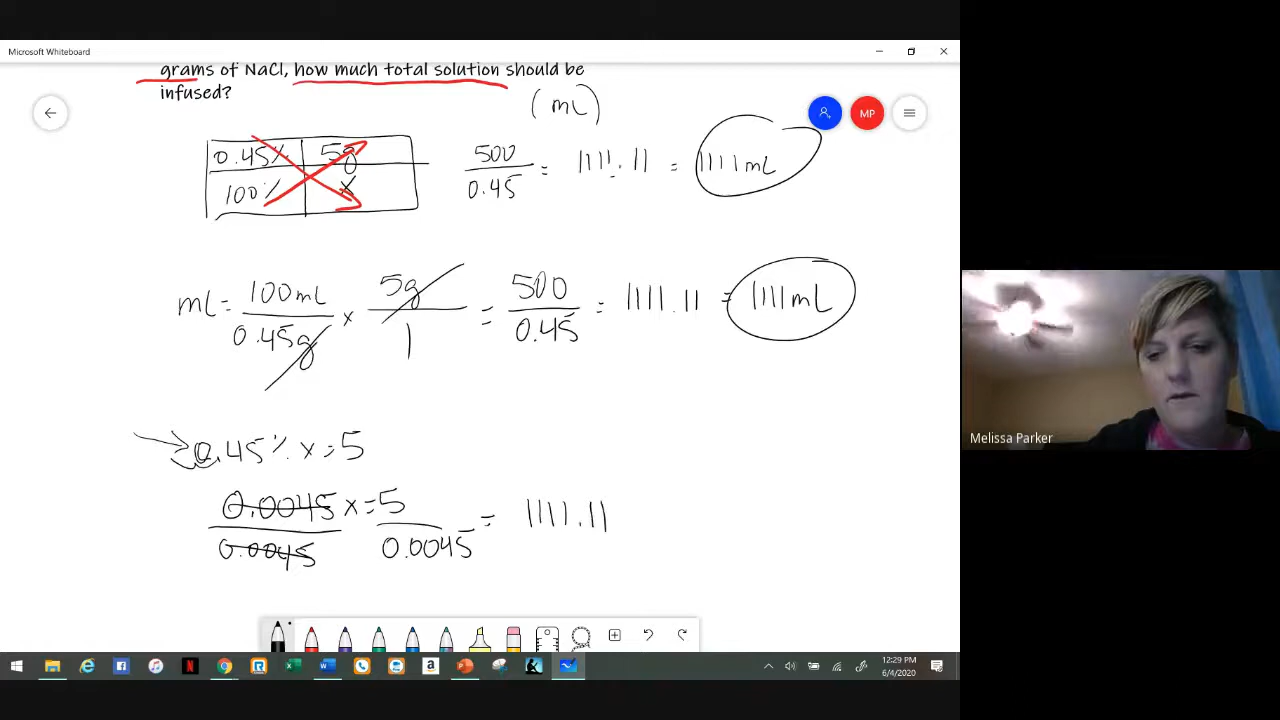 Microsoft Whiteboard
grams of NaCl, how much total solution should be
infused?
(mL)
0.45% 5g
100% x
500/0.45 = 1111.11 = 1111mL
MP
mL = 100mL/0.45g x 5g/1 = 500/0.45 = 1111.11 = 1111mL
0.45% x = 5
0.0045 x = 5
0.0045 0.0045 = 1111.11
Melissa Parker
12:29 PM
6/4/2020